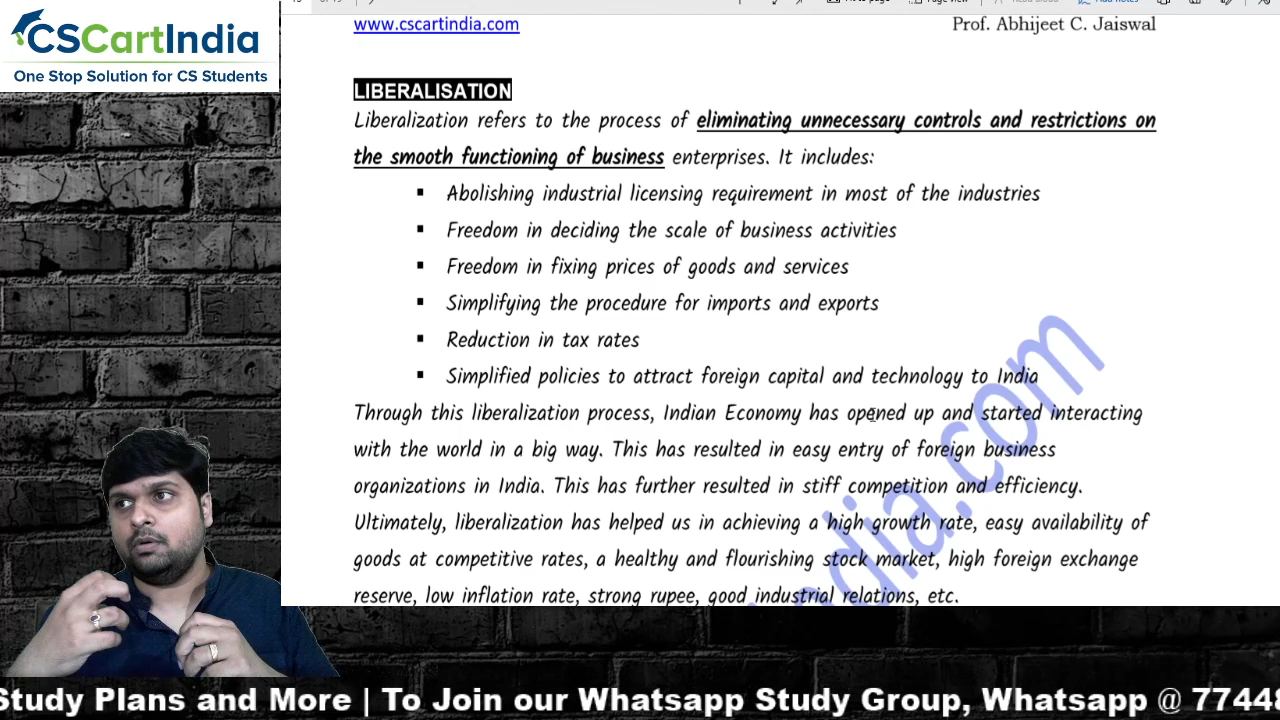 CSCartIndia
One Stop Solution for CS Students
www.cscartindia.com
Prof. Abhijeet C. Jaiswal
LIBERALISATION
Liberalization refers to the process of eliminating unnecessary controls and restrictions on
the smooth functioning of business enterprises. It includes:
▪ Abolishing industrial licensing requirement in most of the industries
▪ Freedom in deciding the scale of business activities
▪ Freedom in fixing prices of goods and services
▪ Simplifying the procedure for imports and exports
▪ Reduction in tax rates
▪ Simplified policies to attract foreign capital and technology to India
Through this liberalization process, Indian Economy has opened up and started interacting
with the world in a big way. This has resulted in easy entry of foreign business
organizations in India. This has further resulted in stiff competition and efficiency.
Ultimately, liberalization has helped us in achieving a high growth rate, easy availability of
goods at competitive rates, a healthy and flourishing stock market, high foreign exchange
reserve, low inflation rate, strong rupee, good industrial relations, etc.
india.com
Study Plans and More | To Join our Whatsapp Study Group, Whatsapp @ 7744